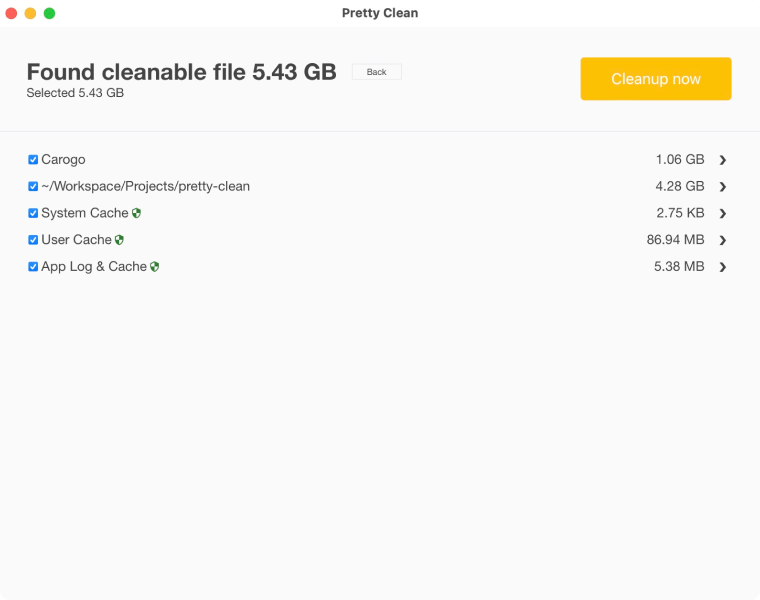 Pretty Clean
Found cleanable file 5.43 GB
Back
Selected 5.43 GB
Cleanup now
Carogo 1.06 GB
~/Workspace/Projects/pretty-clean 4.28 GB
System Cache 2.75 KB
User Cache 86.94 MB
App Log & Cache 5.38 MB